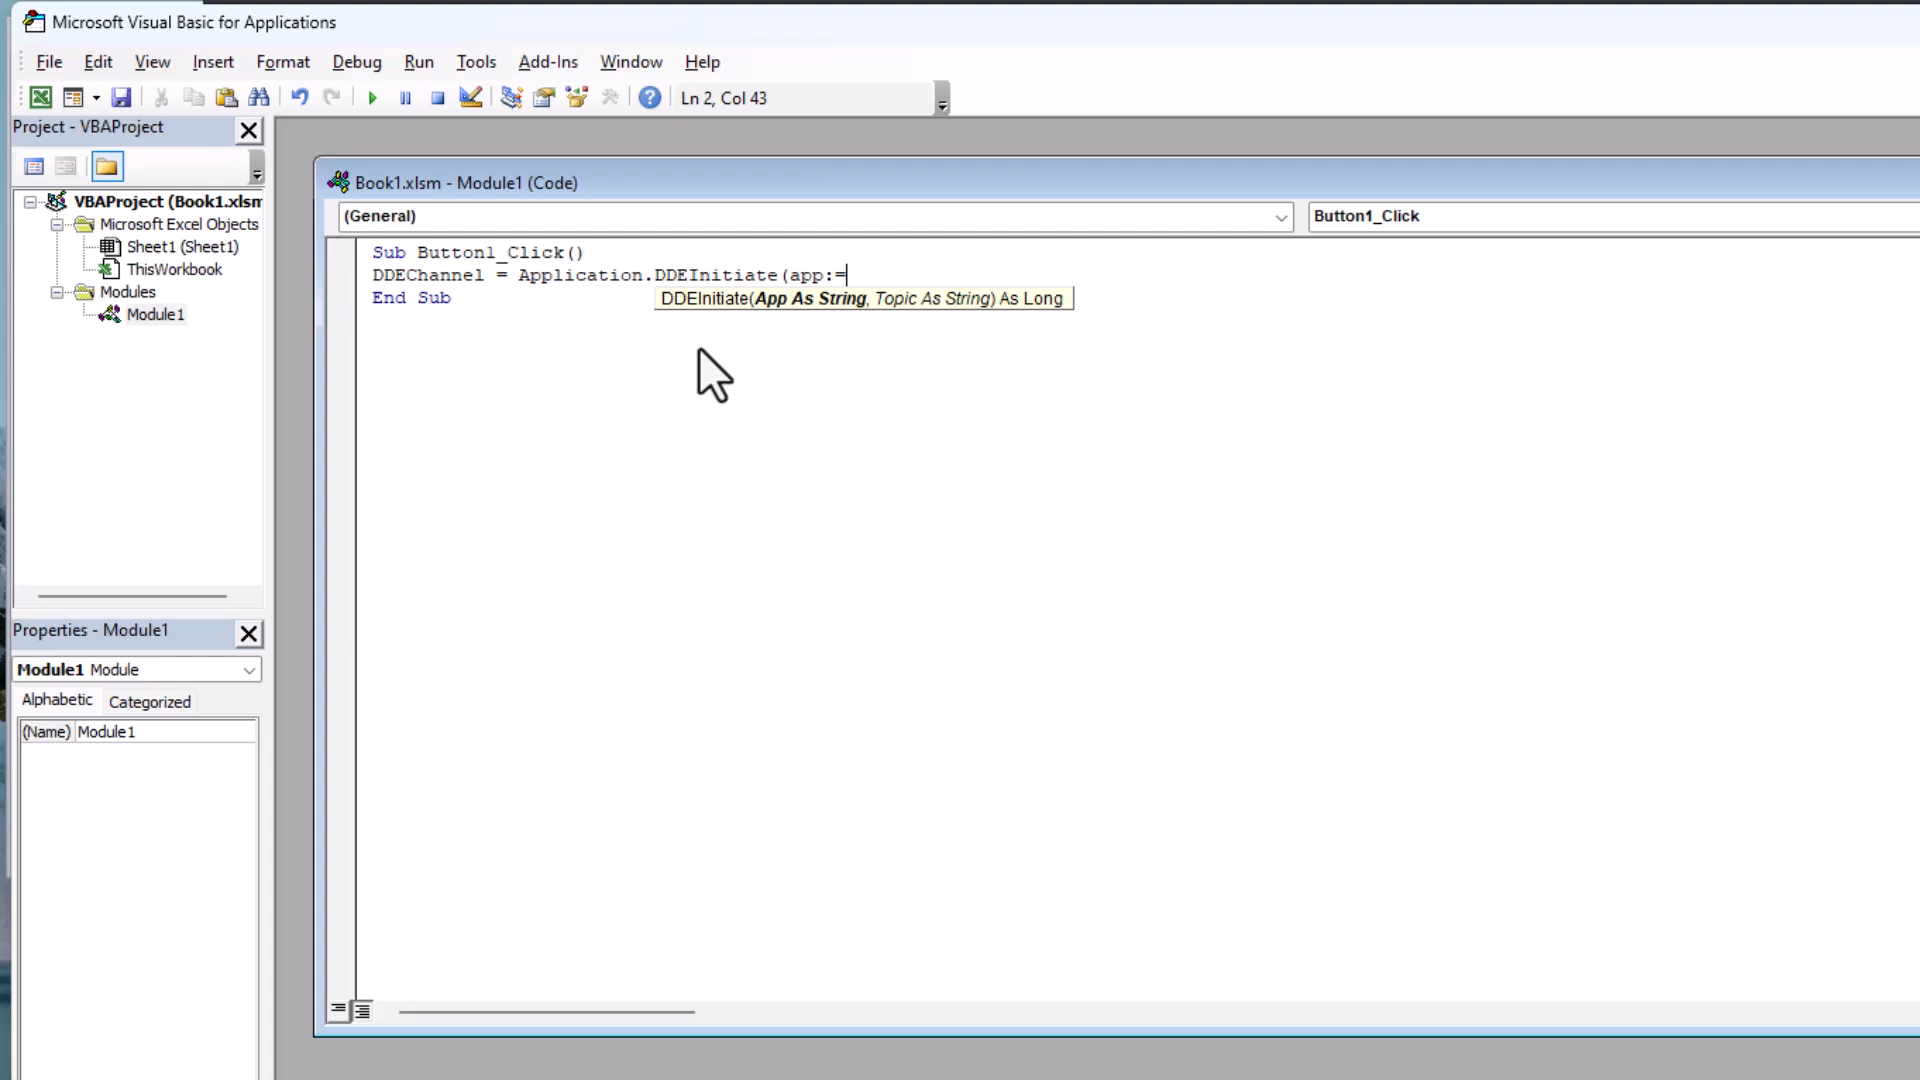 Microsoft Visual Basic for Applications
File Edit View Insert Format Debug Run Tools Add-Ins Window Help
Ln 2, Col 43
Project - VBAProject
VBAProject (Book1.xlsm
Microsoft Excel Objects
Sheet1 (Sheet1)
ThisWorkbook
Modules
Module1
Properties - Module1
Module1 Module
Alphabetic Categorized
(Name) Module1
Book1.xlsm - Module1 (Code)
(General) Button1_Click
Sub Button1_Click()
DDEChannel = Application.DDEInitiate(app:=
End Sub
DDEInitiate(App As String, Topic As String) As Long